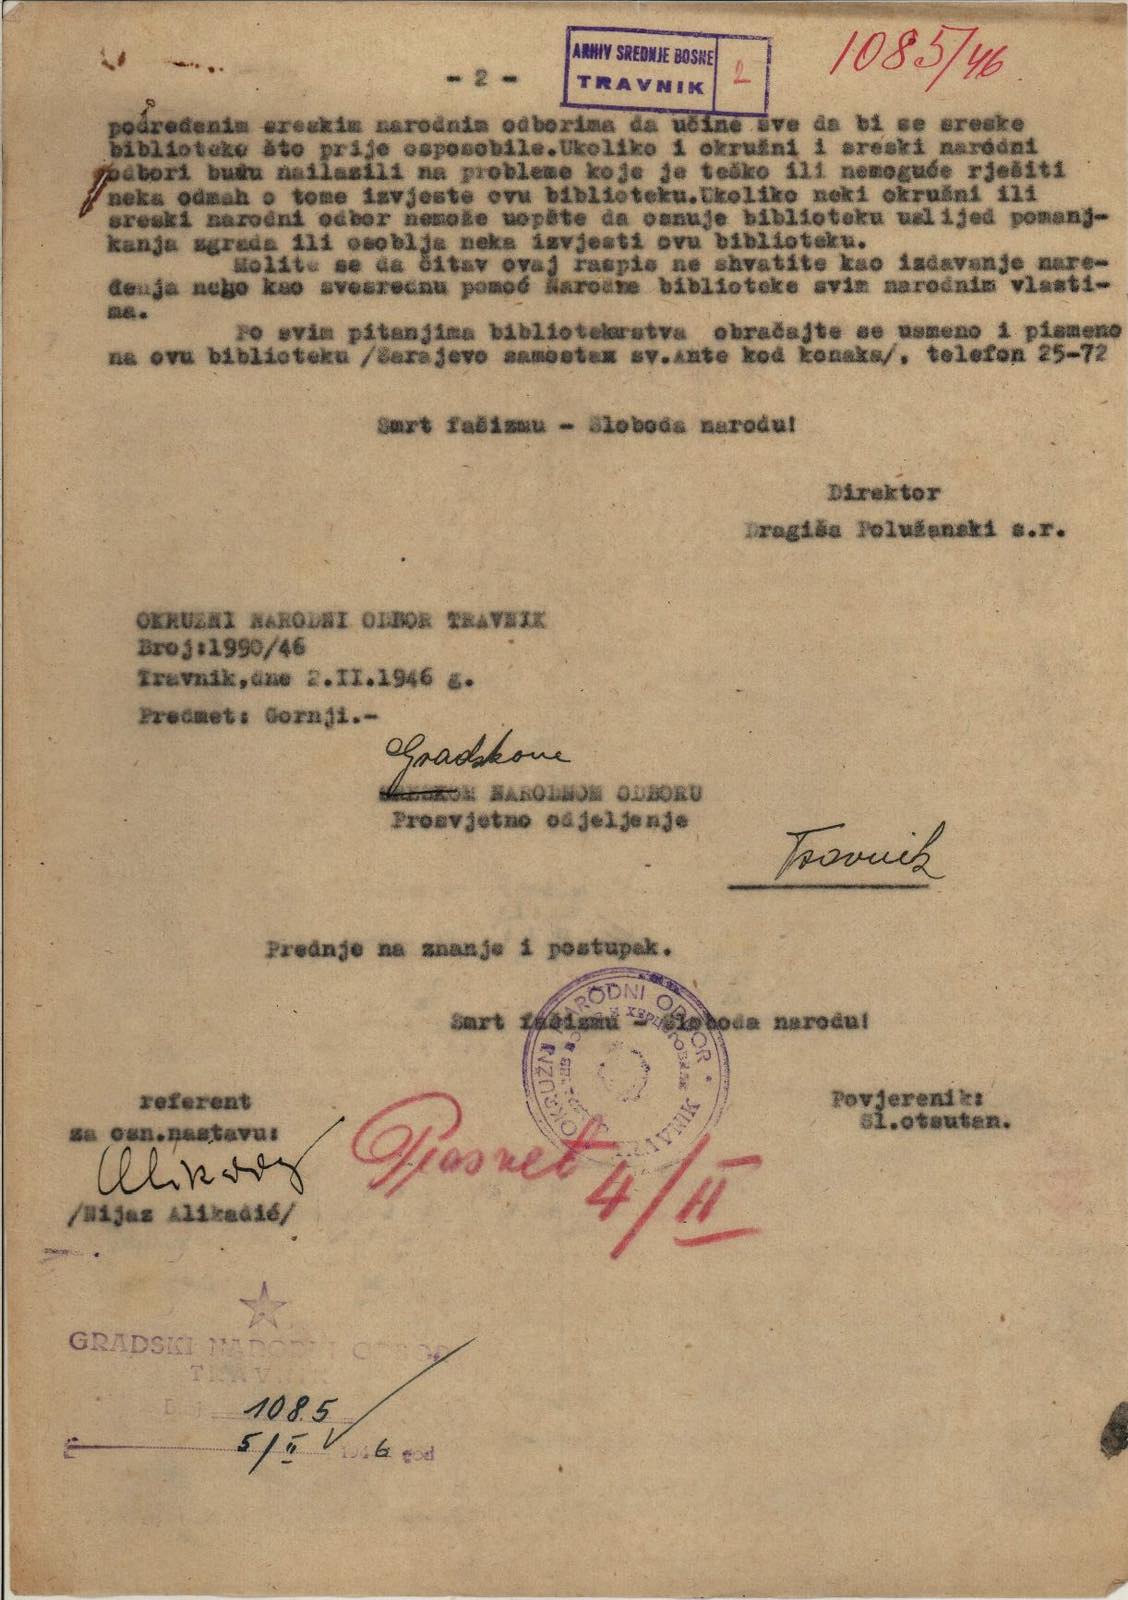 1085/46
ARHIV SREDNJE BOSNE
TRAVNIK
2
- 2 -
podređenim sreskim narodnim odborima da učine sve da bi se sreske
biblioteke što prije osposobile.Ukoliko i okružni i sreski narodni
odbori budu nailazili na probleme koje je teško ili nemoguće rješiti
neka odmah o tome izvjeste ovu biblioteku.Ukoliko neki okružni ili
sreski narodni odbor nemože uopšte da osnuje biblioteku uslijed pomanj-
kanja zgrada ili osoblja neka izvjesti ovu biblioteku.
Molite se da čitav ovaj raspis ne shvatite kao izdavanje nare-
đenja nego kao svesrednu pomoć Narodne biblioteke svim narodnim vlasti-
ma.
Po svim pitanjima bibliotekarstva obraćajte se usmeno i pismeno
na ovu biblioteku /Sarajevo samostan sv.Ante kod konaka/, telefon 25-72
Smrt fašizmu - Sloboda narodu!
Direktor
Dragiša Polužanski s.r.
OKRUŽNI NARODNI ODBOR TRAVNIK
Broj:1990/46
Travnik,dne 2.II.1946 g.
Predmet: Gornji.-
Gradskome
SRESKOM NARODNOM ODBORU
Prosvjetno odjeljenje
Travnik
Prednje na znanje i postupak.
Smrt fašizmu - Sloboda narodu!
OKRUŽNI NARODNI ODBOR
TRAVNIK
referent
za osn.nastavu:
Povjerenik:
Sl.otsutan.
/Nijaz Alikadić/
Prosvet
4/II
GRADSKI NARODNI ODBOR
TRAVNIK
Broj 1085
5/II 1946 god